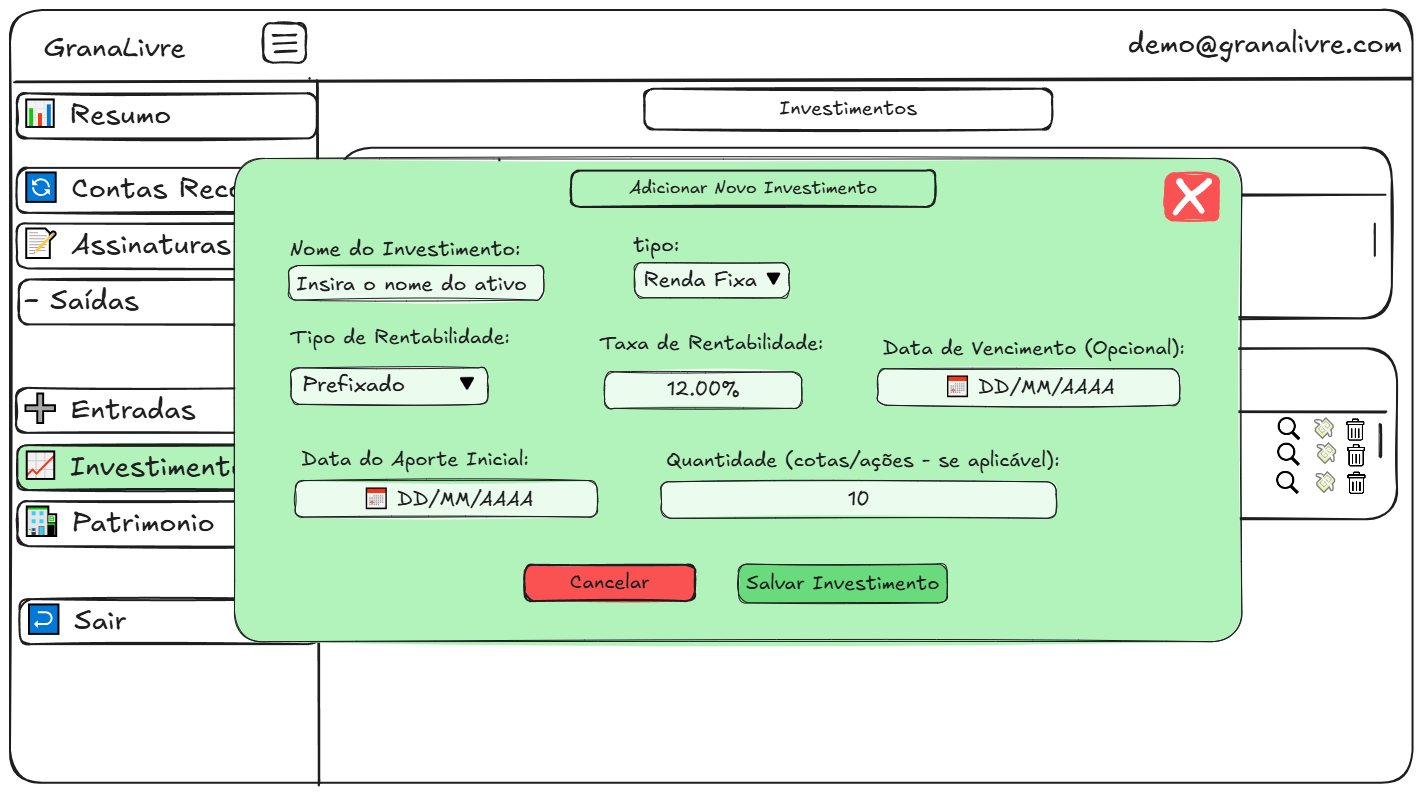 GranaLivre
demo@granalivre.com
Resumo
Investimentos
Contas Reco
Assinaturas
- Saídas
Entradas
Investiment
Patrimonio
Sair
Adicionar Novo Investimento
Nome do Investimento:
tipo:
Insira o nome do ativo
Renda Fixa
Tipo de Rentabilidade:
Taxa de Rentabilidade:
Data de Vencimento (Opcional):
Prefixado
12.00%
DD/MM/AAAA
Data do Aporte Inicial:
Quantidade (cotas/ações - se aplicável):
DD/MM/AAAA
10
Cancelar
Salvar Investimento